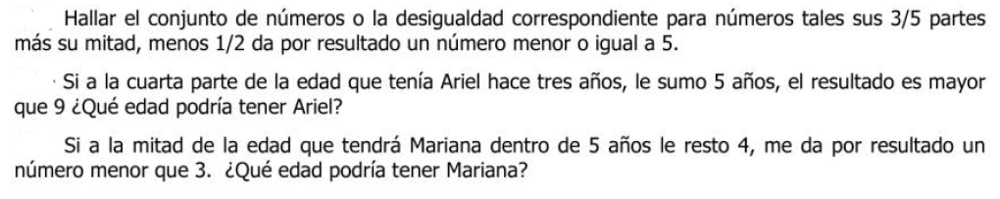 Hallar el conjunto de números o la desigualdad correspondiente para números tales sus 3/5 partes
más su mitad, menos 1/2 da por resultado un número menor o igual a 5.
Si a la cuarta parte de la edad que tenía Ariel hace tres años, le sumo 5 años, el resultado es mayor
que 9 ¿Qué edad podría tener Ariel?
Si a la mitad de la edad que tendrá Mariana dentro de 5 años le resto 4, me da por resultado un
número menor que 3. ¿Qué edad podría tener Mariana?